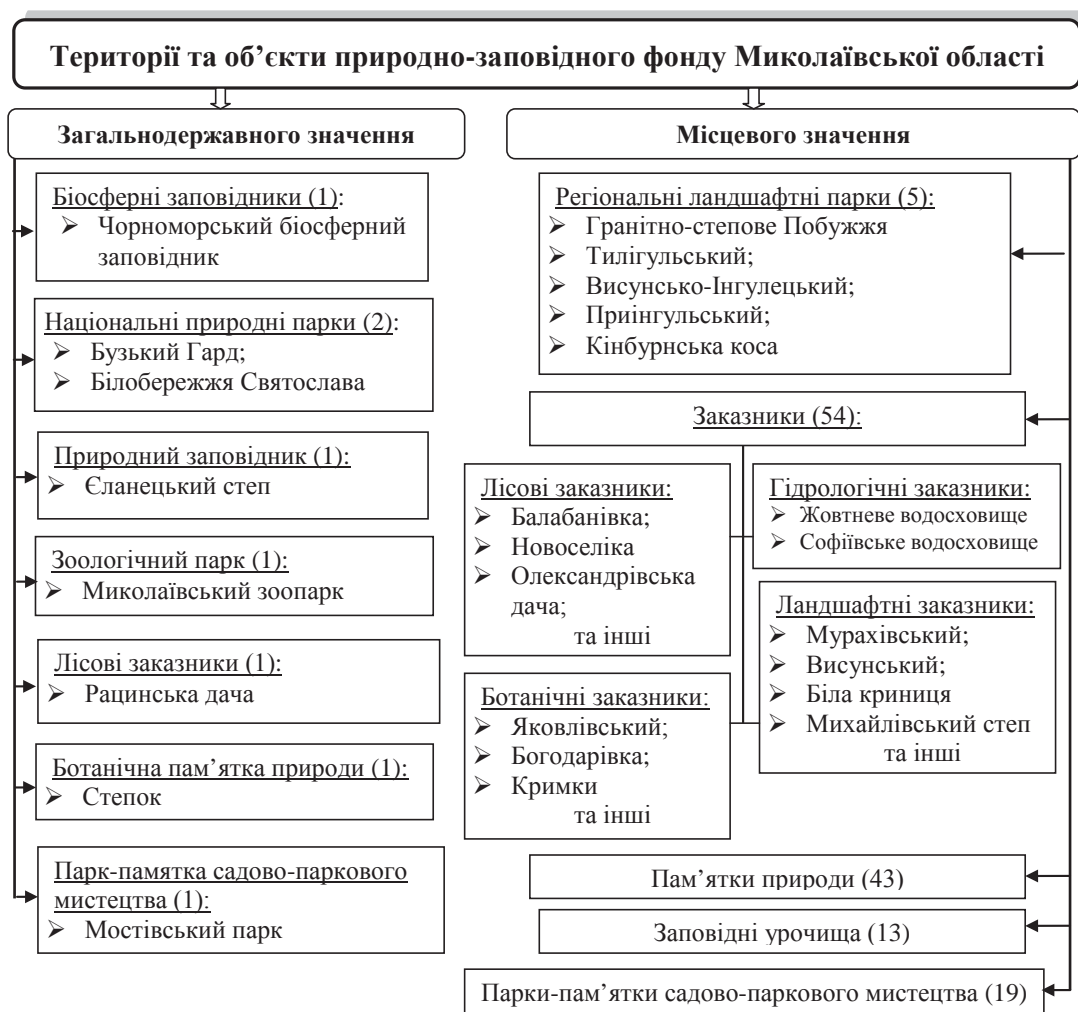 Території та об’єкти природно-заповідного фонду Миколаївської області
Загальнодержавного значення
Біосферні заповідники (1):
➢ Чорноморський біосферний
заповідник
Національні природні парки (2):
➢ Бузький Гард;
➢ Білобережжя Святослава
Природний заповідник (1):
➢ Єланецький степ
Зоологічний парк (1):
➢ Миколаївський зоопарк
Лісові заказники (1):
➢ Рацинська дача
Ботанічна пам’ятка природи (1):
➢ Степок
Парк-памятка садово-паркового
мистецтва (1):
➢ Мостівський парк
Місцевого значення
Регіональні ландшафтні парки (5):
➢ Гранітно-степове Побужжя
➢ Тилігульський;
➢ Висунсько-Інгулецький;
➢ Приінгульський;
➢ Кінбурнська коса
Заказники (54):
Лісові заказники:
➢ Балабанівка;
➢ Новоселіка
➢ Олександрівська
дача;
та інші
Гідрологічні заказники:
➢ Жовтневе водосховище
➢ Софіївське водосховище
Ботанічні заказники:
➢ Яковлівський;
➢ Богодарівка;
➢ Кримки
та інші
Ландшафтні заказники:
➢ Мурахівський;
➢ Висунський;
➢ Біла криниця
➢ Михайлівський степ
та інші
Пам’ятки природи (43)
Заповідні урочища (13)
Парки-пам’ятки садово-паркового мистецтва (19)